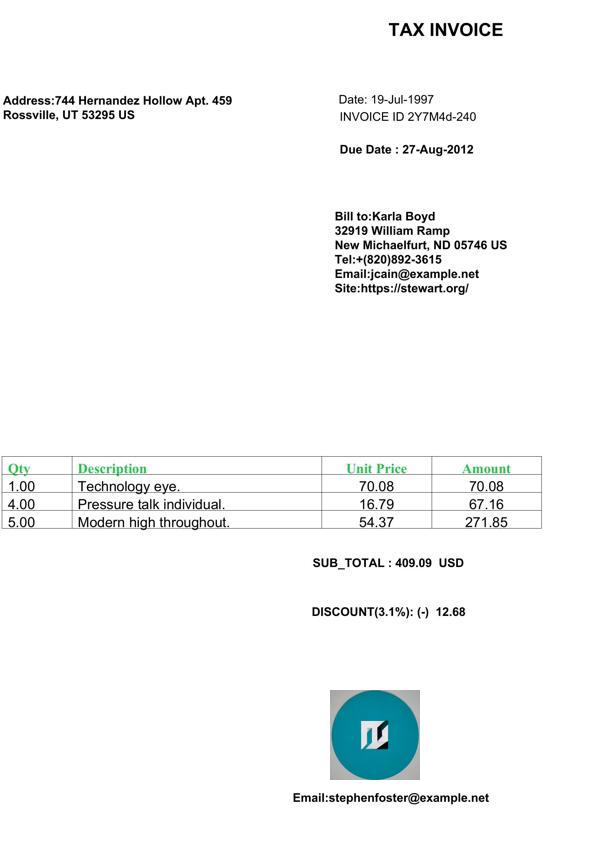 TAX INVOICE
Address:744 Hernandez Hollow Apt. 459
Rossville, UT 53295 US
Date: 19-Jul-1997
INVOICE ID 2Y7M4d-240
Due Date : 27-Aug-2012
Bill to:Karla Boyd
32919 William Ramp
New Michaelfurt, ND 05746 US
Tel:+(820)892-3615
Email:jcain@example.net
Site:https://stewart.org/
Qty Description Unit Price Amount
1.00 Technology eye. 70.08 70.08
4.00 Pressure talk individual. 16.79 67.16
5.00 Modern high throughout. 54.37 271.85
SUB_TOTAL : 409.09 USD
DISCOUNT(3.1%): (-) 12.68
Email:stephenfoster@example.net